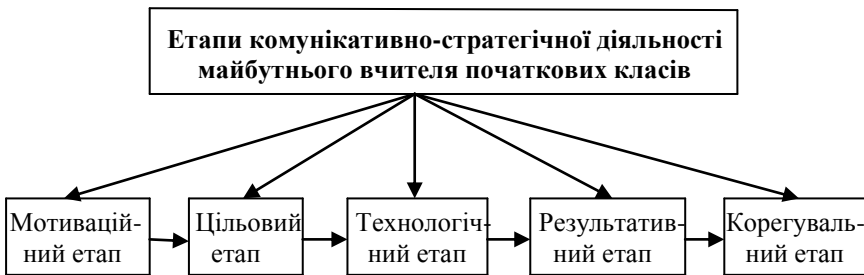 Етапи комунікативно-стратегічної діяльності
майбутнього вчителя початкових класів
Мотивацій-
ний етап
Цільовий
етап
Технологіч-
ний етап
Результатив-
ний етап
Корегуваль-
ний етап